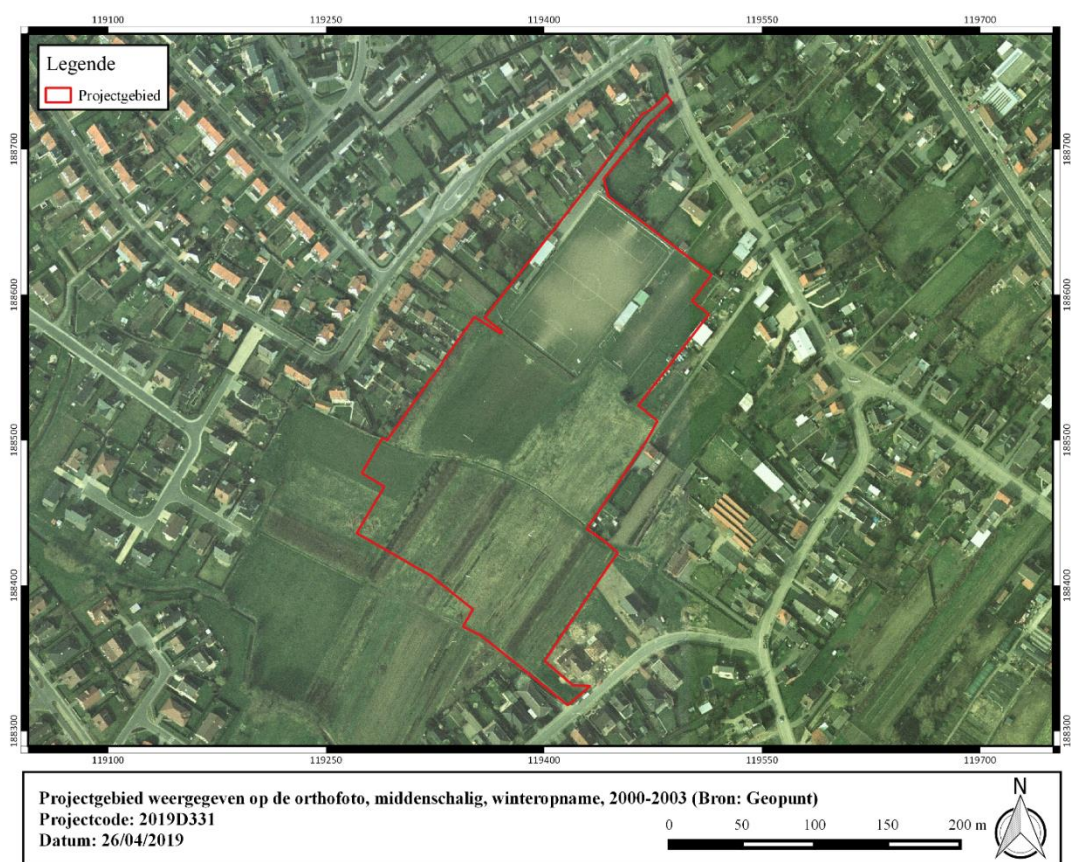 119100 119250 119400 119550 119700
Legende
Projectgebied
188700 188700
188600 188600
188500 188500
188400 188400
188300 188300
119100 119250 119400 119550 119700
Projectgebied weergegeven op de orthofoto, middenschalig, winteropname, 2000-2003 (Bron: Geopunt)
Projectcode: 2019D331
Datum: 26/04/2019
0 50 100 150 200 m
N